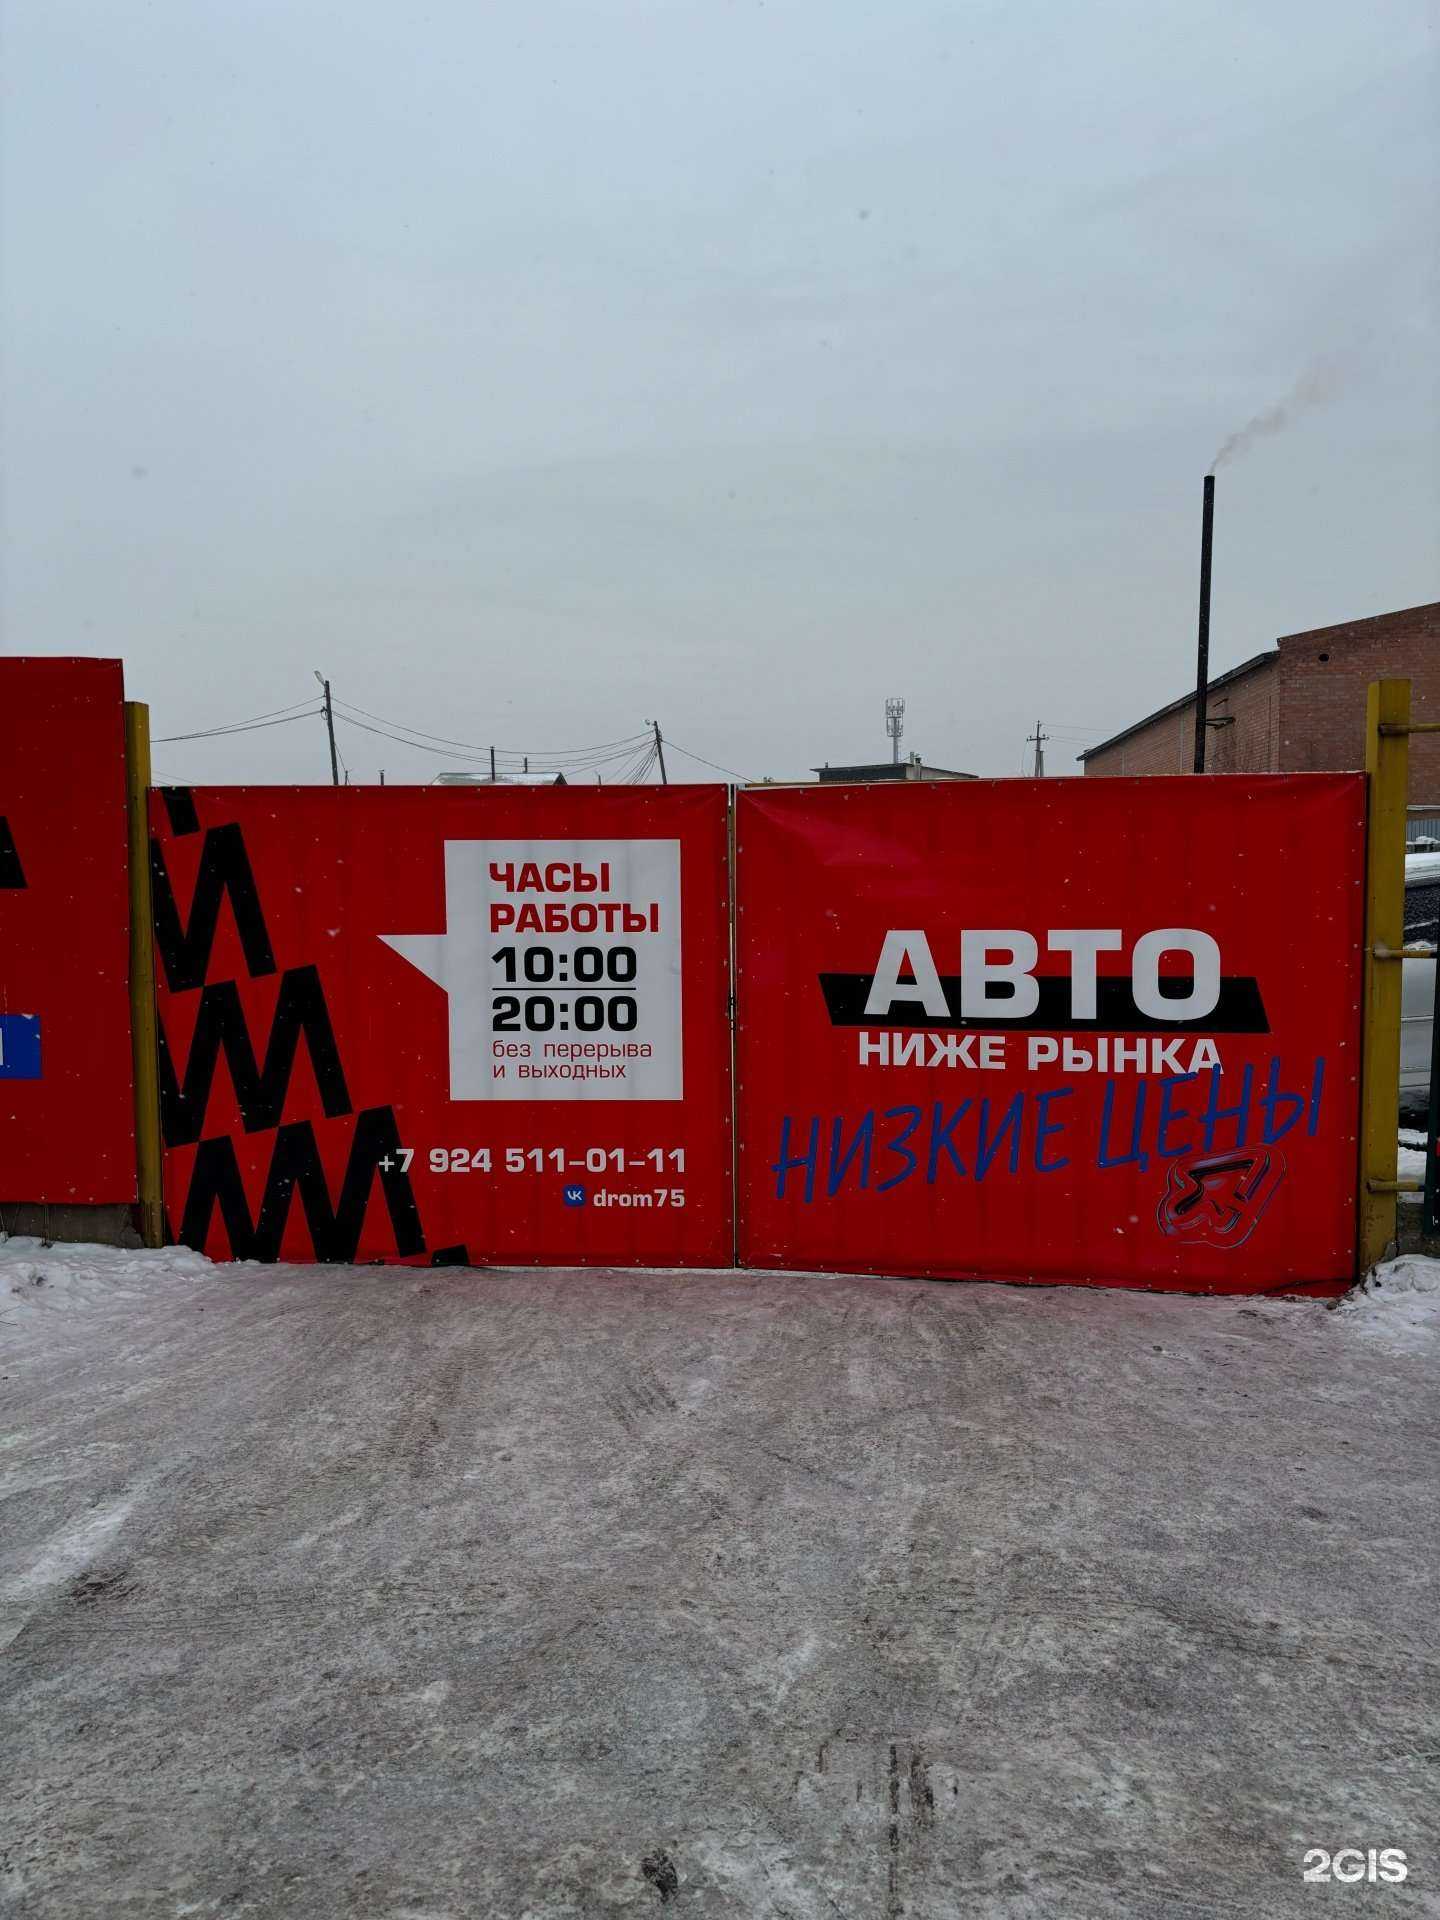 ЧАСЫ
РАБОТЫ
10:00
20:00
без перерыва
и выходных
+7 924 511-01-11
drom75
АВТО
НИЖЕ РЫНКА
НИЗКИЕ ЦЕНЫ
2GIS